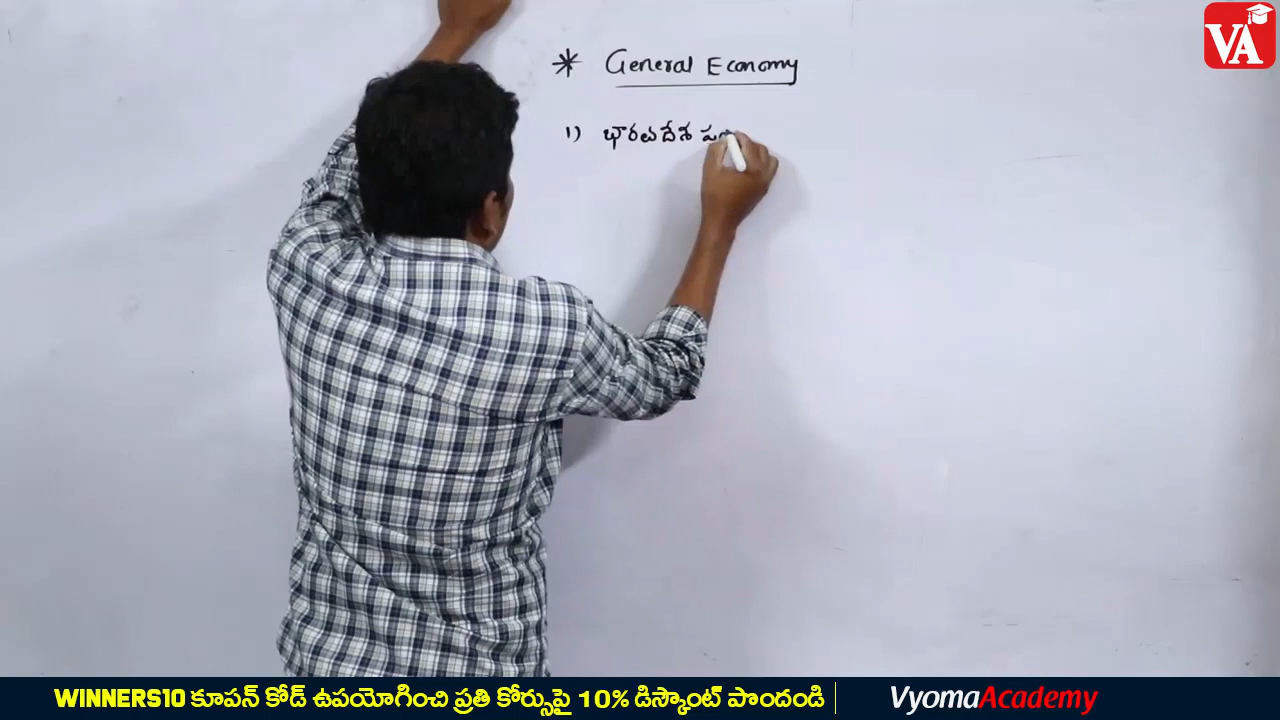 VA
* General Economy
1) భారతదేశ
WINNERS10 కూపన్ కోడ్ ఉపయోగించి ప్రతి కోర్సుపై 10% డిస్కౌంట్ పొందండి
VyomaAcademy